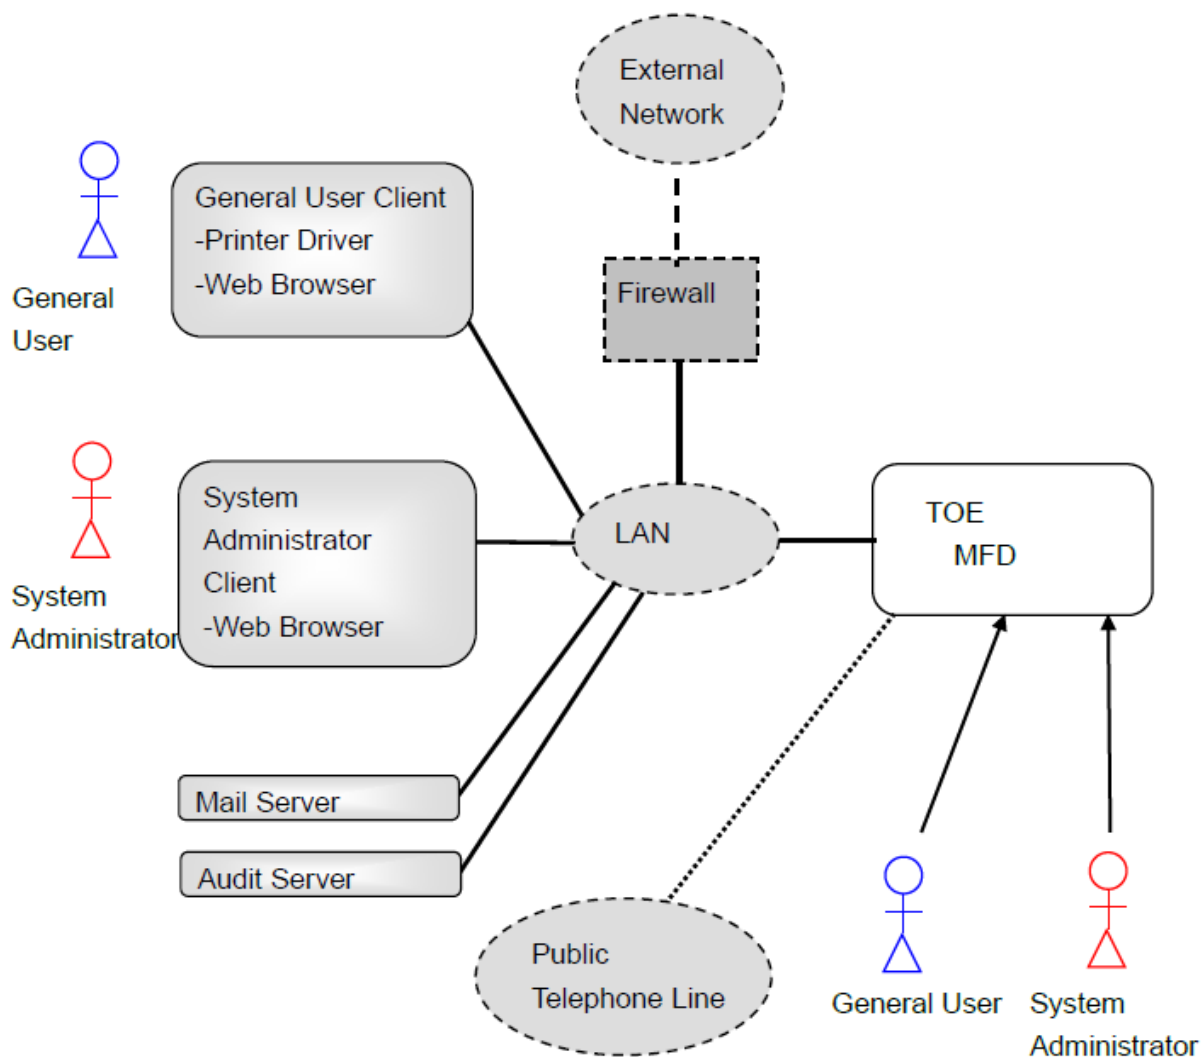 External
Network
General User Client
-Printer Driver
-Web Browser
General
User
Firewall
System
Administrator
Client
-Web Browser
System
Administrator
LAN
TOE
MFD
Mail Server
Audit Server
Public
Telephone Line
General User
System
Administrator